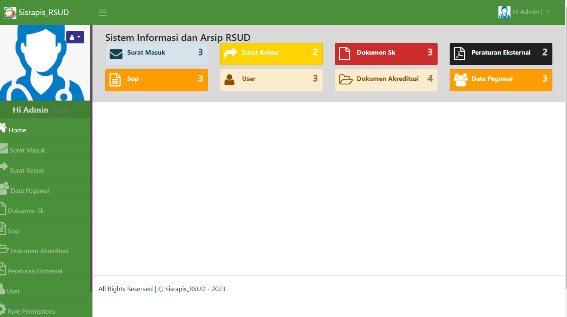 Sisrapis_RSUD
Hi Admin !
Sistem Informasi dan Arsip RSUD
Surat Masuk 3
Surat Keluar 2
Dokumen Sk 3
Peraturan Eksternal 2
Sop 3
User 3
Dokumen Akreditasi 4
Data Pegawai 3
Hi Admin
Home
Surat Masuk
Surat Keluar
Data Pegawai
Dokumen Sk
Sop
Dokumen Akreditasi
Peraturan Eksternal
User
Role Permissions
All Rights Reserved | © Sisrapis_RSUD - 2023